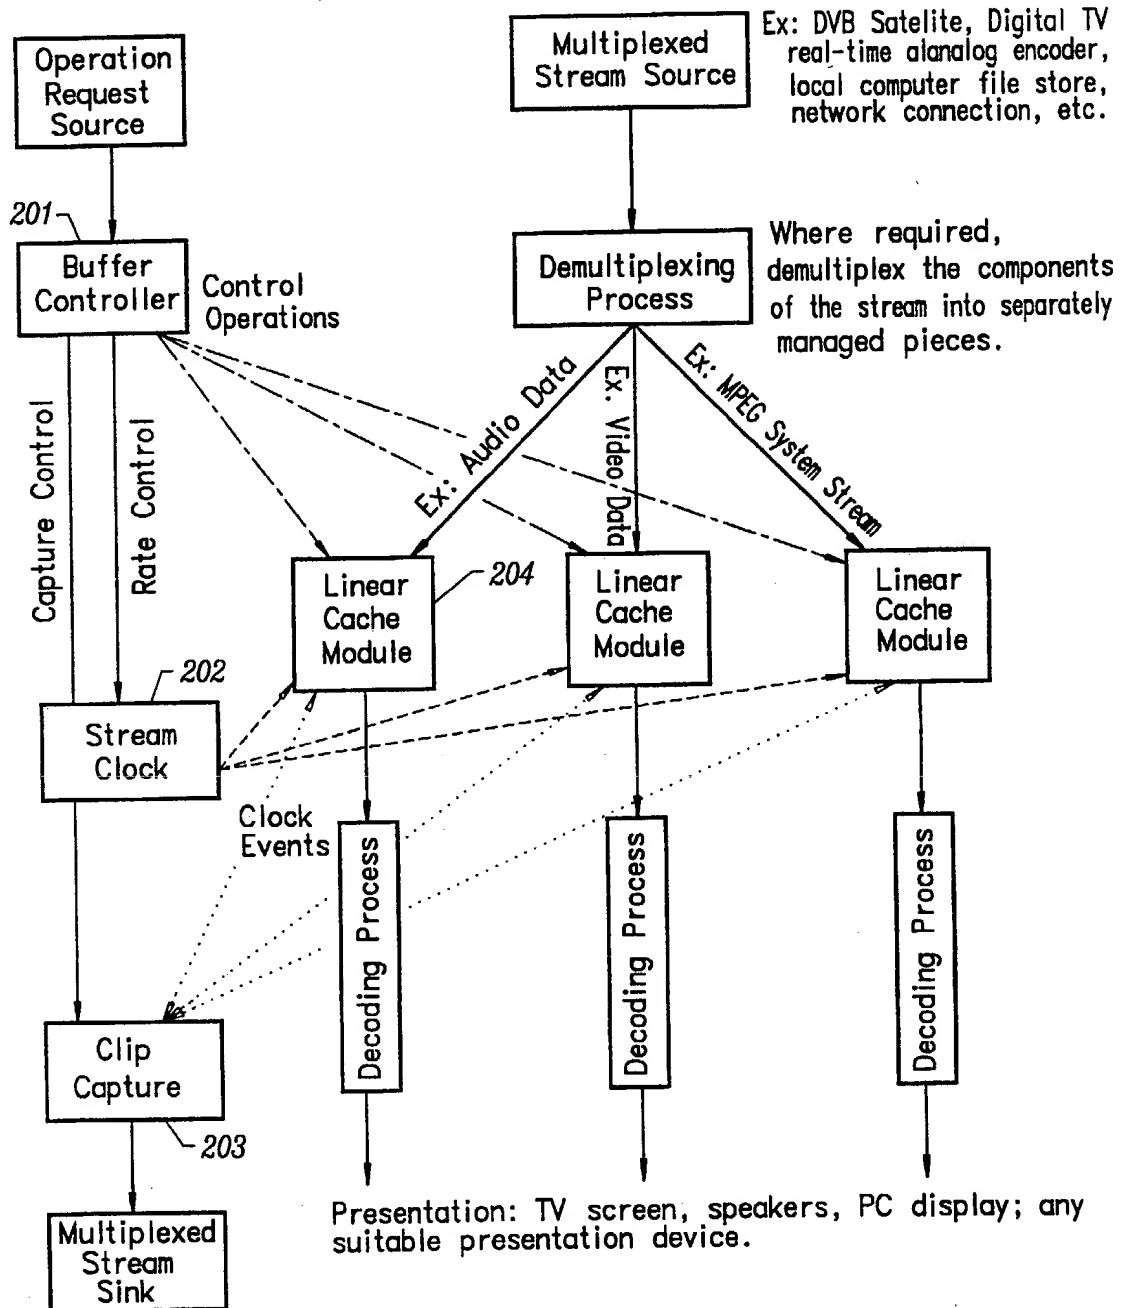 Operation
Request
Source
Multiplexed
Stream Source
Ex: DVB Satelite, Digital TV
real-time alanalog encoder,
local computer file store,
network connection, etc.
201
Buffer
Controller
Control
Operations
Demultiplexing
Process
Where required,
demultiplex the components
of the stream into separately
managed pieces.
Capture Control
Rate Control
Ex: Audio Data
Ex. Video Data
Ex: MPEG System Stream
Linear
Cache
Module
204
Linear
Cache
Module
Linear
Cache
Module
202
Stream
Clock
Clock
Events
Decoding Process
Decoding Process
Decoding Process
Clip
Capture
203
Multiplexed
Stream
Sink
Presentation: TV screen, speakers, PC display; any
suitable presentation device.